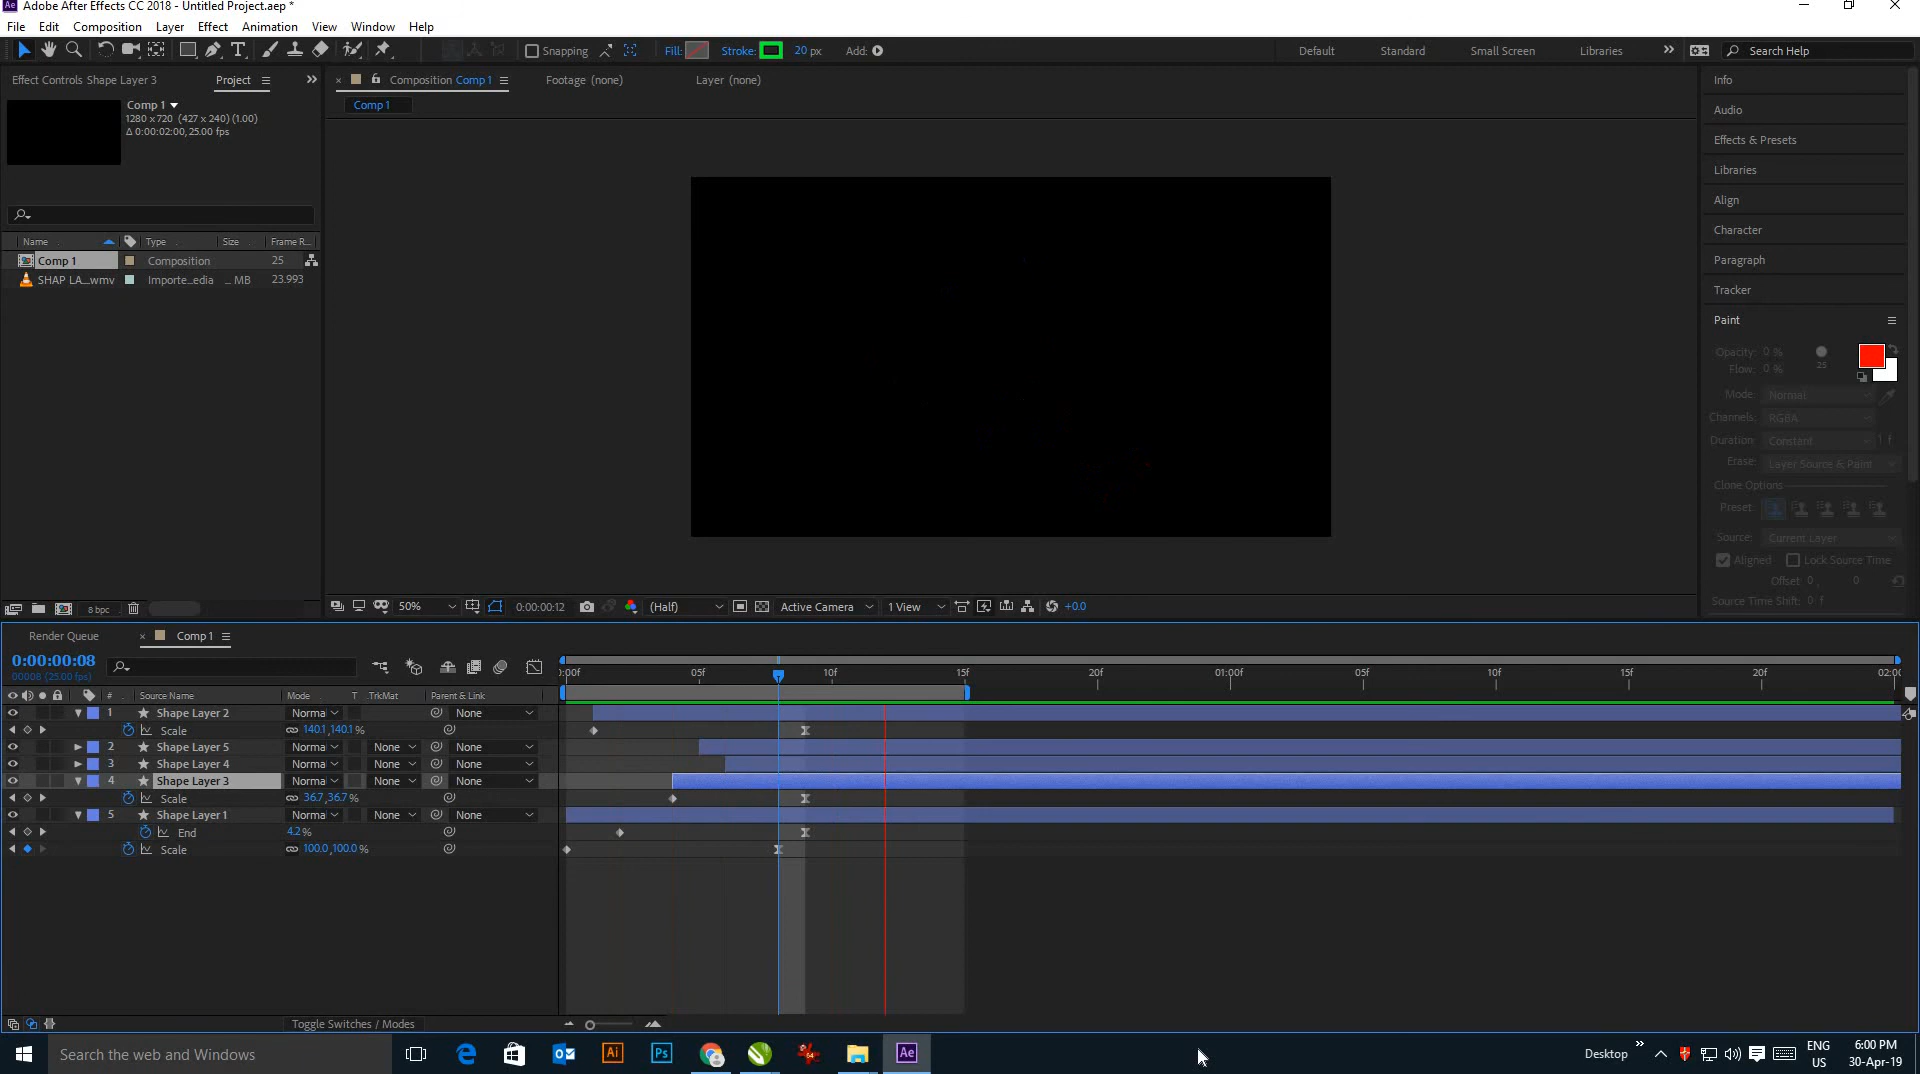 Adobe After Effects CC 2018 - Untitled Project.aep *
File Edit Composition Layer Effect Animation View Window Help
Snapping Fill: Stroke: 20 px Add: Default Standard Small Screen Libraries Search Help
Effect Controls Shape Layer 3 Project Composition Comp 1 Footage (none) Layer (none) Info
Comp 1
1280 x 720 (427 x 240) (1.00)
Δ 0:00:02:00, 25.00 fps
Comp 1
Audio
Effects & Presets
Libraries
Align
Character
Paragraph
Tracker
Paint
Name Type Size Frame R...
Comp 1 Composition 25
SHAP LA...wmv Importe...edia ... MB 23.993
Opacity: 0 %
Flow: 0 %
25
Mode: Normal
Channels: RGBA
Duration: Constant 1 f
Erase: Layer Source & Paint
Clone Options
Preset:
Source: Current Layer
Aligned Lock Source Time
Offset: 0 , 0
Source Time Shift: 0 f
8 bpc 50% 0:00:00:12 (Half) Active Camera 1 View +0.0
Render Queue Comp 1
0:00:00:08
00008 (25.00 fps)
:00f 05f 10f 15f 20f 01:00f 05f 10f 15f 20f 02:00
# Source Name Mode T .TrkMat Parent & Link
1 Shape Layer 2 Norma None
Scale 140.1,140.1 %
2 Shape Layer 5 Norma None None
3 Shape Layer 4 Norma None None
4 Shape Layer 3 Norma None None
Scale 36.7,36.7 %
5 Shape Layer 1 Norma None None
End 4.2 %
Scale 100.0,100.0 %
Toggle Switches / Modes
Search the web and Windows Ai Ps Ae Desktop ENG US 6:00 PM 30-Apr-19